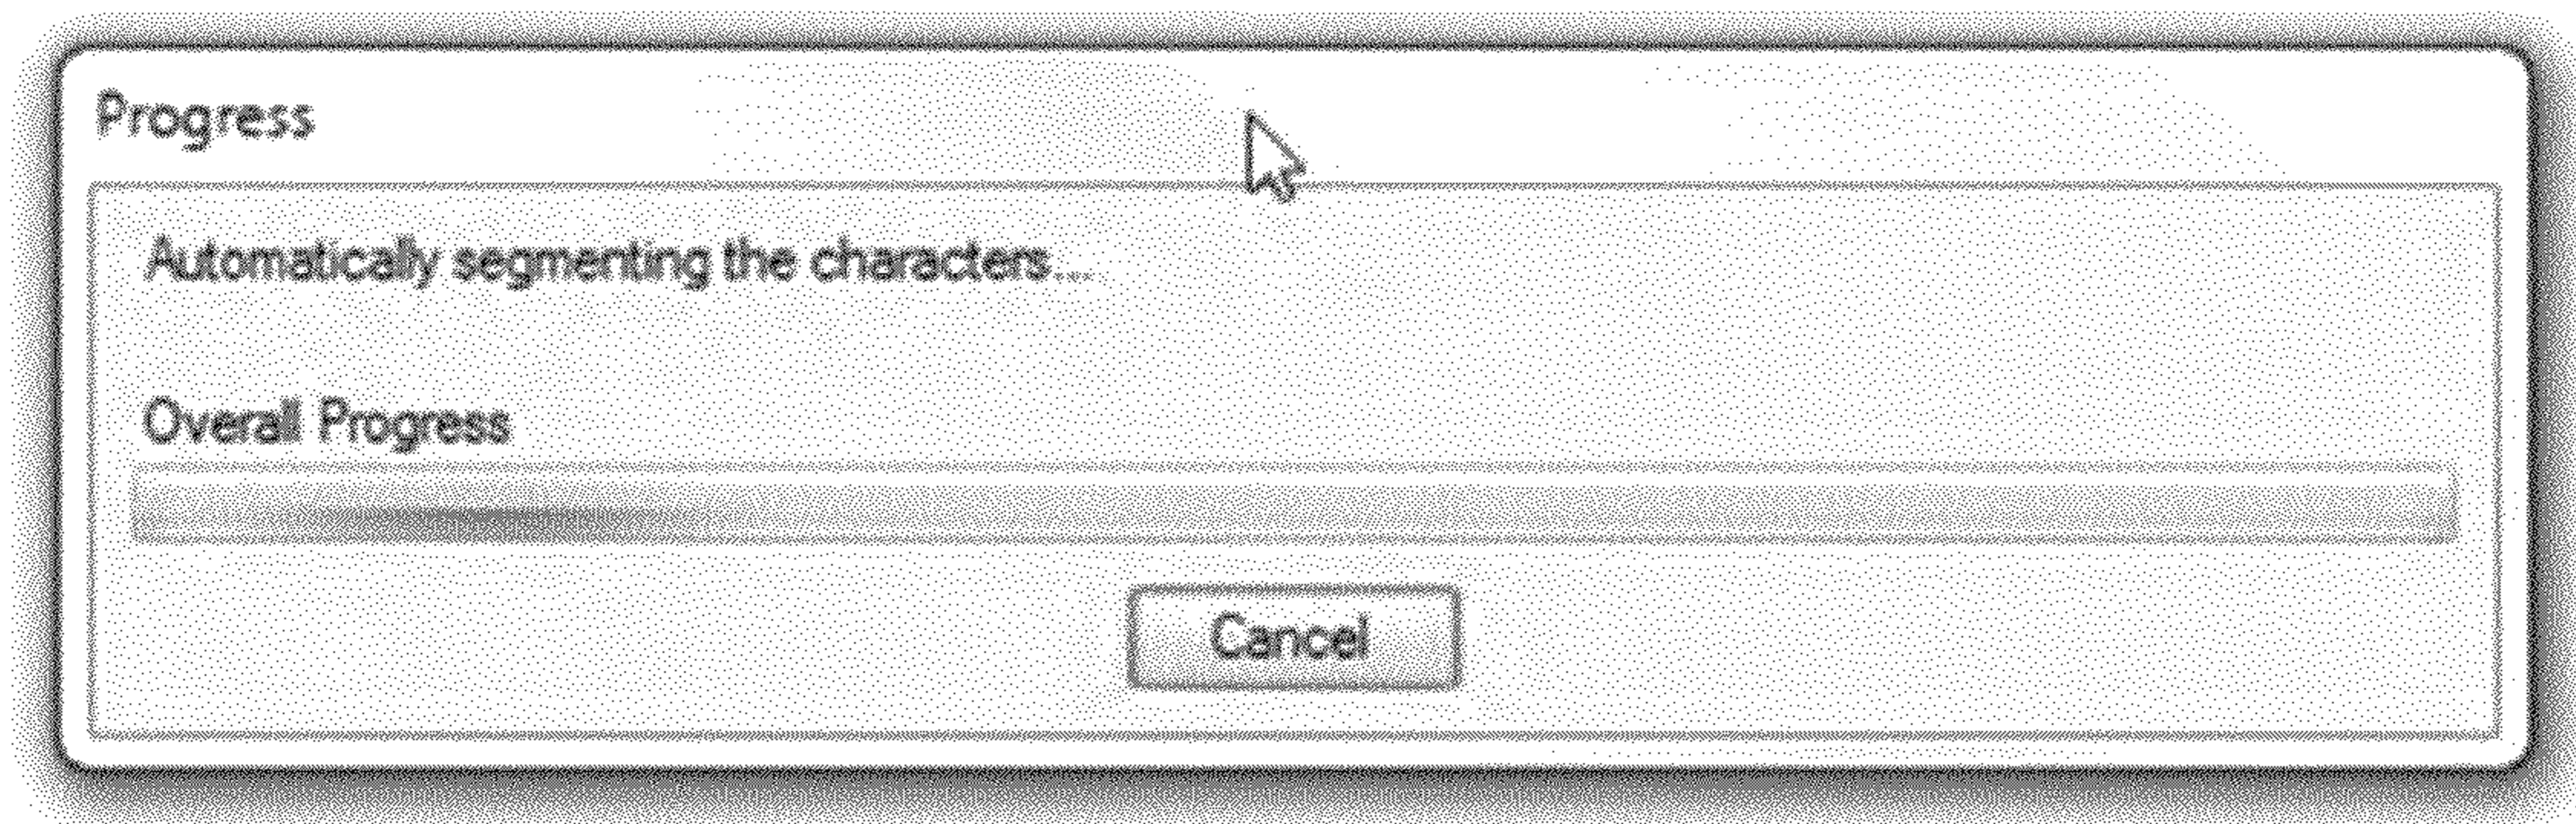 Progress
Automatically segmenting the characters...
Overall Progress
Cancel